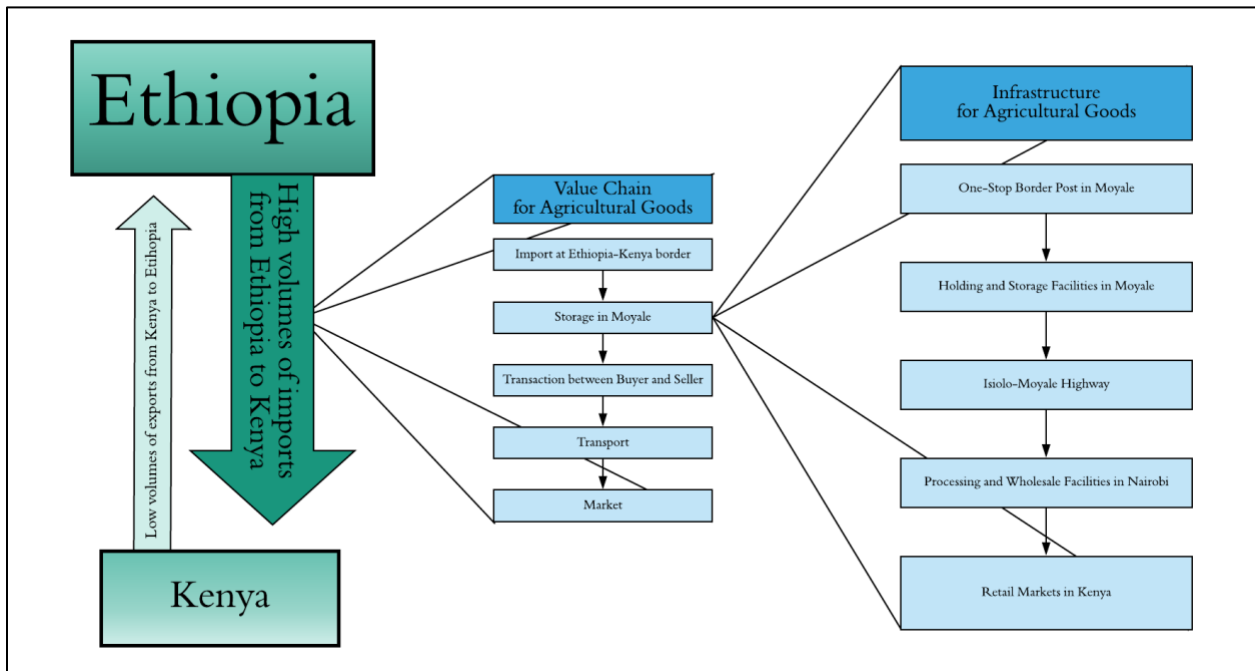 Ethiopia
Low volumes of exports from Kenya to Etihopia
High volumes of imports
from Ethiopia to Kenya
Kenya
Value Chain
for Agricultural Goods
Import at Ethiopia-Kenya border
Storage in Moyale
Transaction between Buyer and Seller
Transport
Market
Infrastructure
for Agricultural Goods
One-Stop Border Post in Moyale
Holding and Storage Facilities in Moyale
Isiolo-Moyale Highway
Processing and Wholesale Facilities in Nairobi
Retail Markets in Kenya